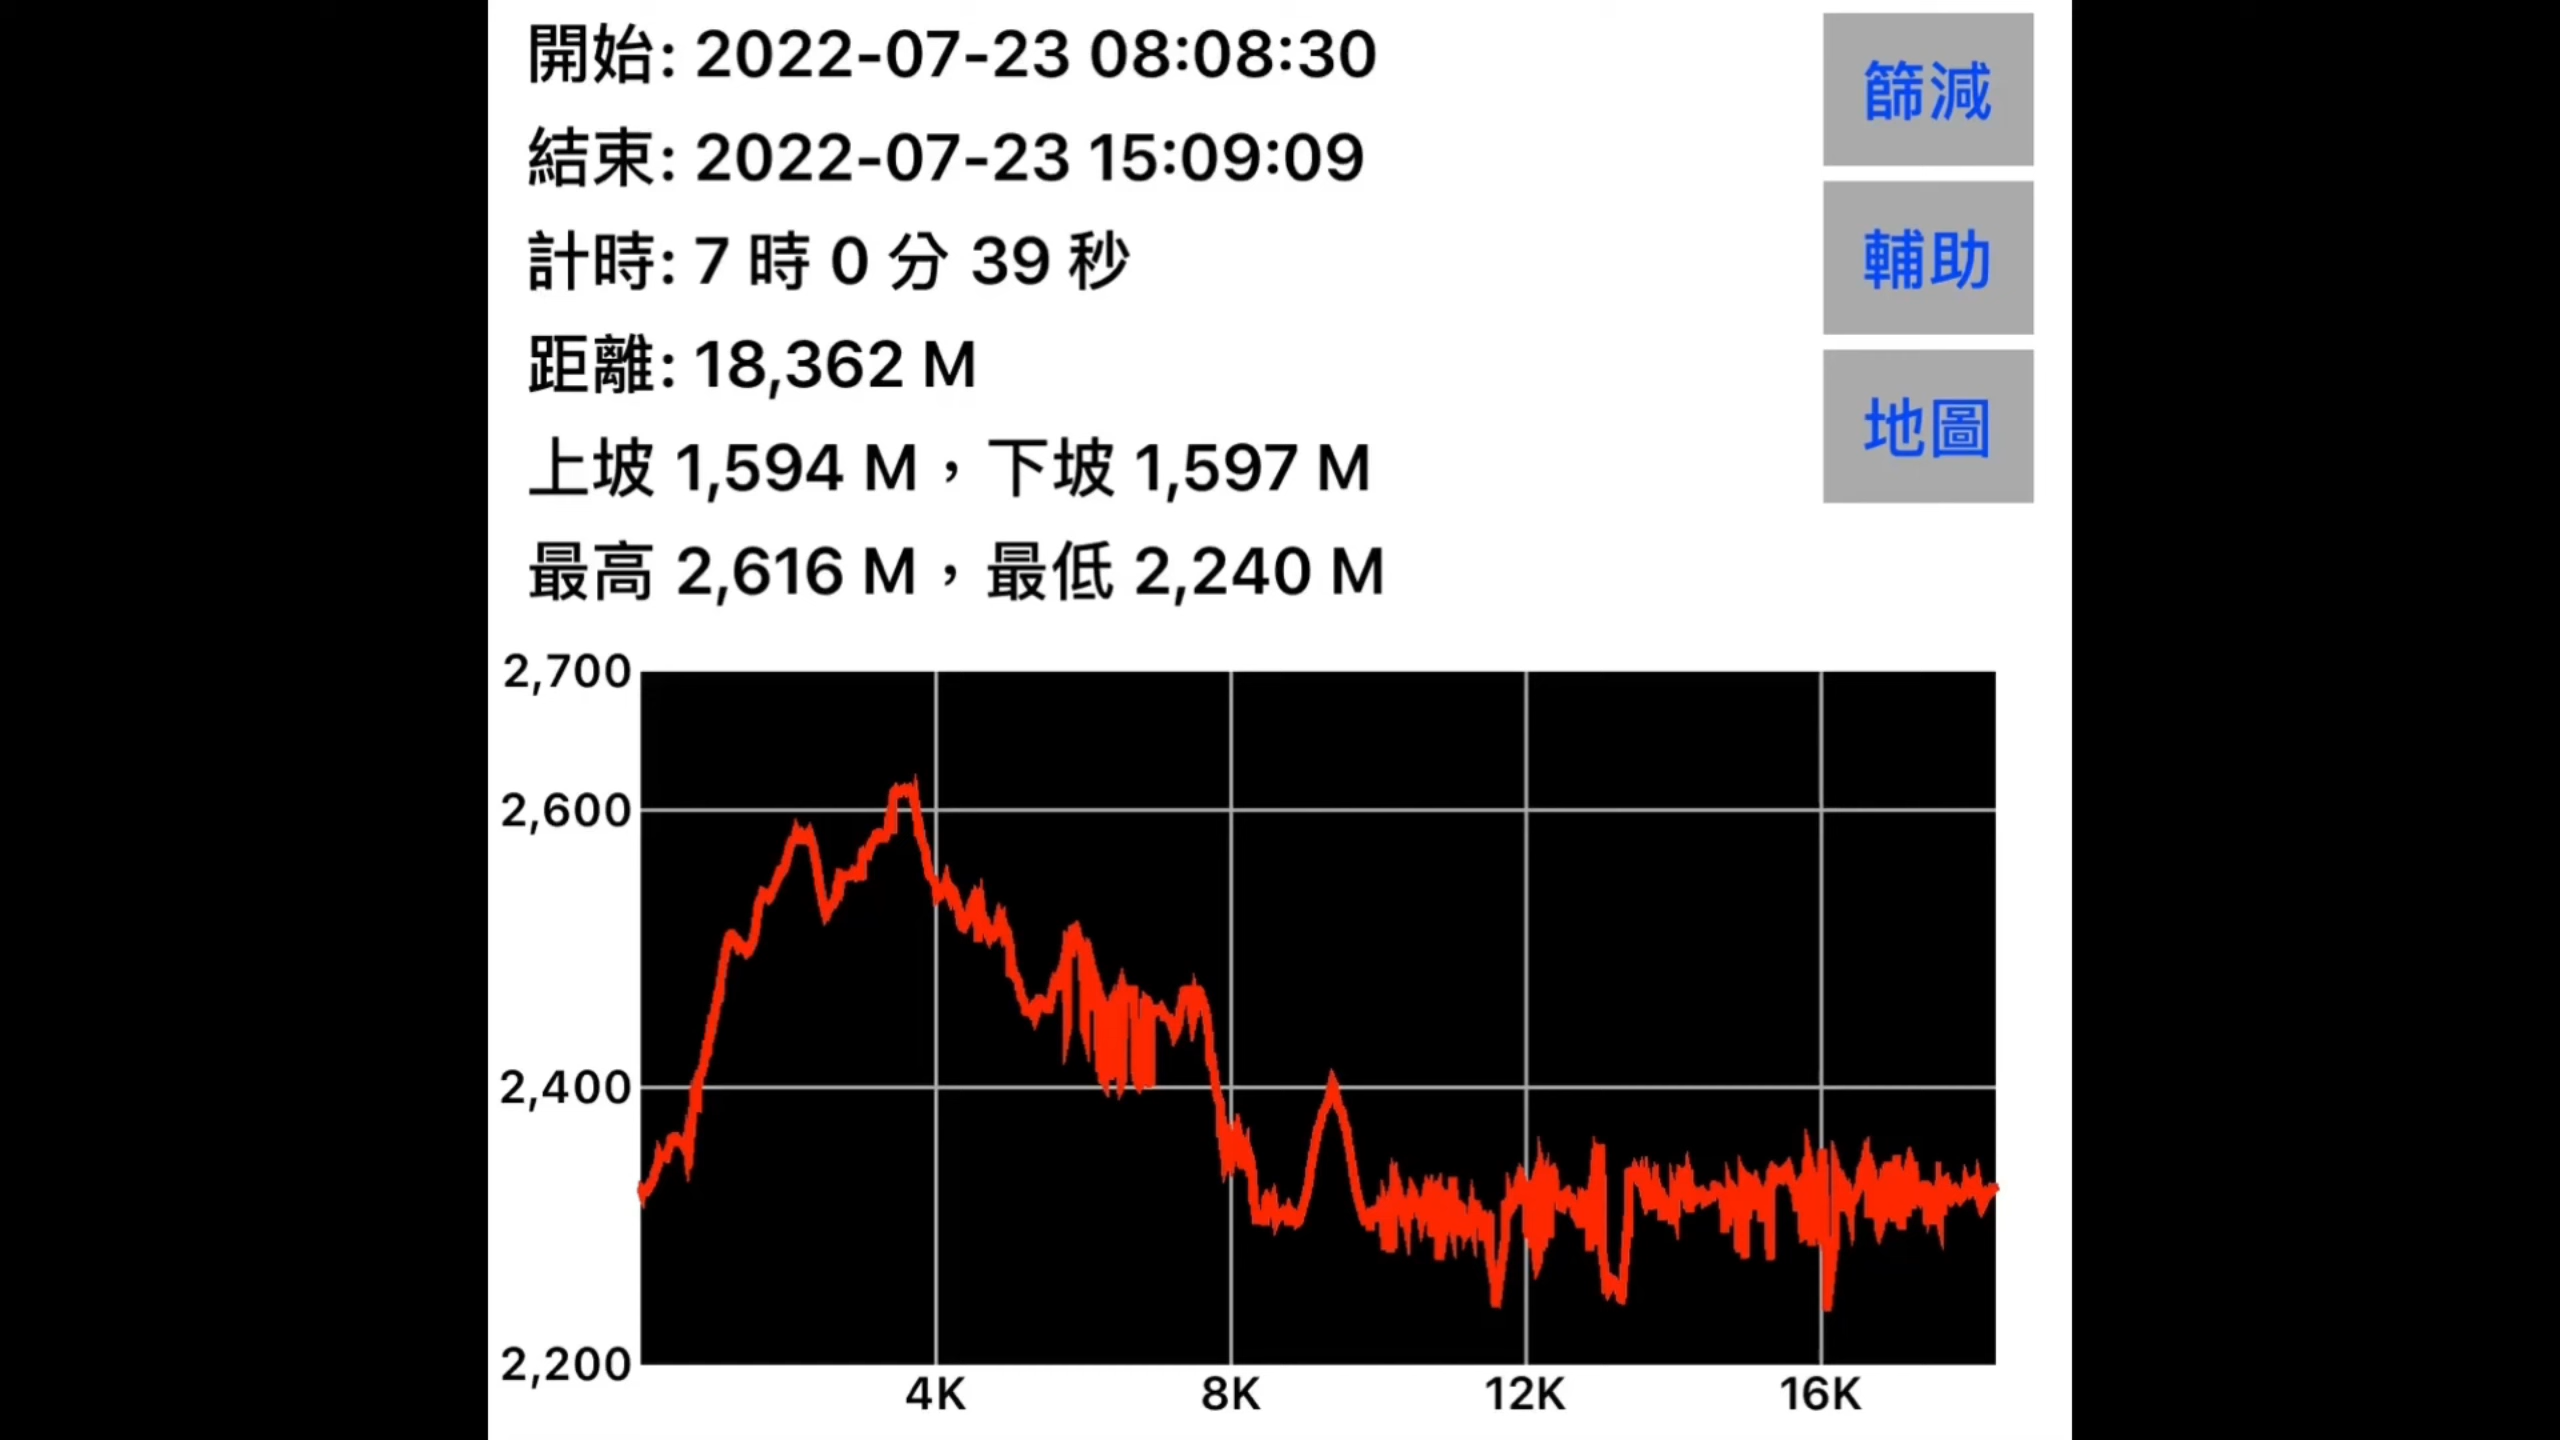 開始: 2022-07-23 08:08:30
結束: 2022-07-23 15:09:09
計時: 7 時 0 分 39 秒
距離: 18,362 M
上坡 1,594 M，下坡 1,597 M
最高 2,616 M，最低 2,240 M
篩減
輔助
地圖
2,700
2,600
2,400
2,200
4K 8K 12K 16K